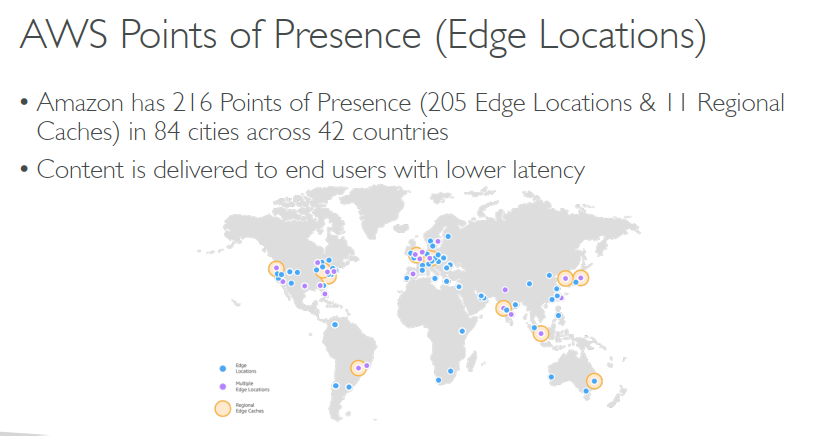 AWS Points of Presence (Edge Locations)
• Amazon has 216 Points of Presence (205 Edge Locations & 11 Regional
Caches) in 84 cities across 42 countries
• Content is delivered to end users with lower latency
Edge
Locations
Multiple
Edge Locations
Regional
Edge Caches